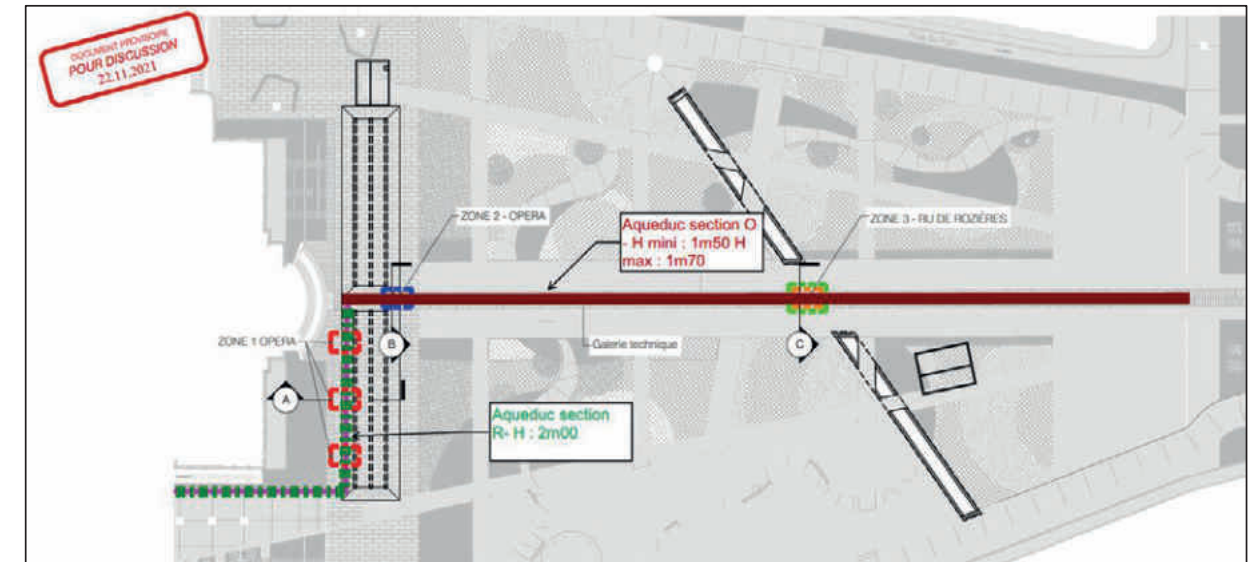 DOCUMENT PROVISOIRE
POUR DISCUSSION
22.11.2021
ZONE 2 - OPERA
Aqueduc section O
- H mini : 1m50 H
max : 1m70
ZONE 3 - RU DE ROZIÈRES
ZONE 1 OPERA
B
Galerie technique
C
A
Aqueduc section
R- H : 2m00